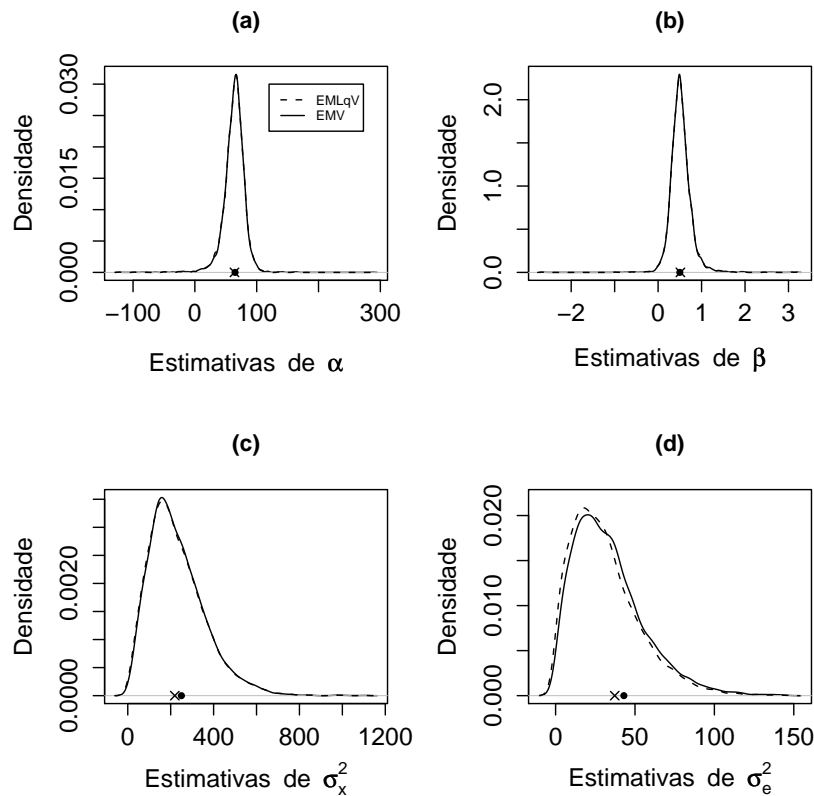 (a)
Densidade
0.000
0.015
0.030
EMLqV
EMV
−100
0
100
300
Estimativas de α
(b)
Densidade
0.0
1.0
2.0
−2
0
1
2
3
Estimativas de β
(c)
Densidade
0.0000
0.0020
0
400
800
1200
Estimativas de σ²ₓ
(d)
Densidade
0.000
0.010
0.020
0
50
100
150
Estimativas de σ²ₑ